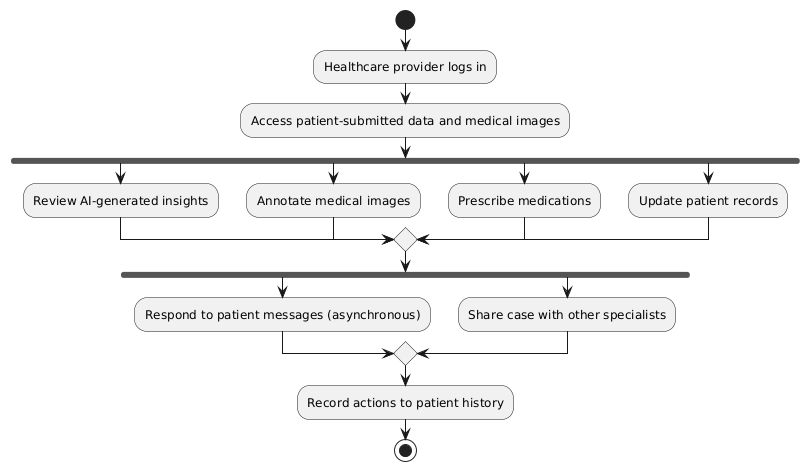 Healthcare provider logs in
Access patient-submitted data and medical images
Review AI-generated insights
Annotate medical images
Prescribe medications
Update patient records
Respond to patient messages (asynchronous)
Share case with other specialists
Record actions to patient history